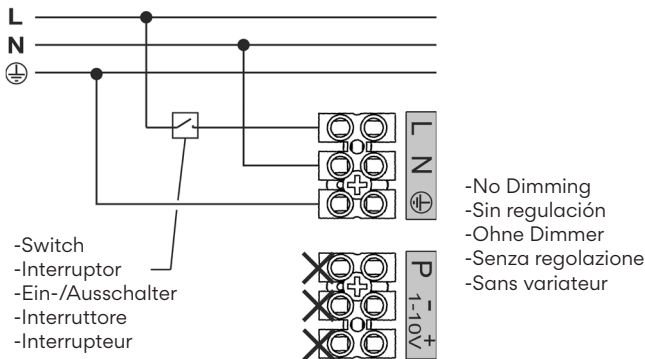 L
N
L
N
-No Dimming
-Sin regulación
-Ohne Dimmer
-Senza regolazione
-Sans variateur
-Switch
-Interruptor
-Ein-/Ausschalter
-Interruttore
-Interrupteur
P
- +
1-10V